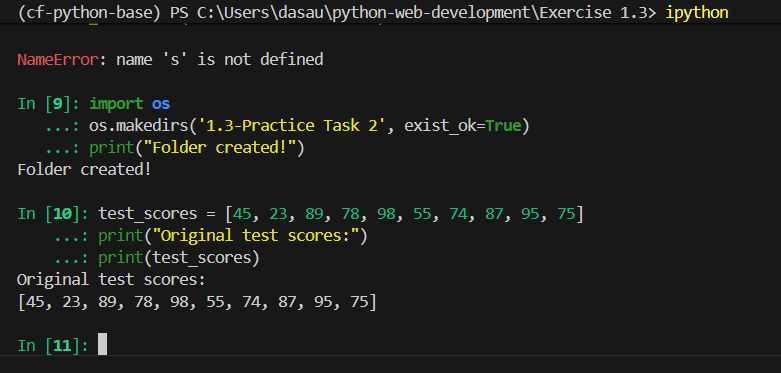 (cf-python-base) PS C:\Users\dasau\python-web-development\Exercise 1.3> ipython
NameError: name 's' is not defined
In [9]: import os
   ...: os.makedirs('1.3-Practice Task 2', exist_ok=True)
   ...: print("Folder created!")
Folder created!
In [10]: test_scores = [45, 23, 89, 78, 98, 55, 74, 87, 95, 75]
    ...: print("Original test scores:")
    ...: print(test_scores)
Original test scores:
[45, 23, 89, 78, 98, 55, 74, 87, 95, 75]
In [11]: